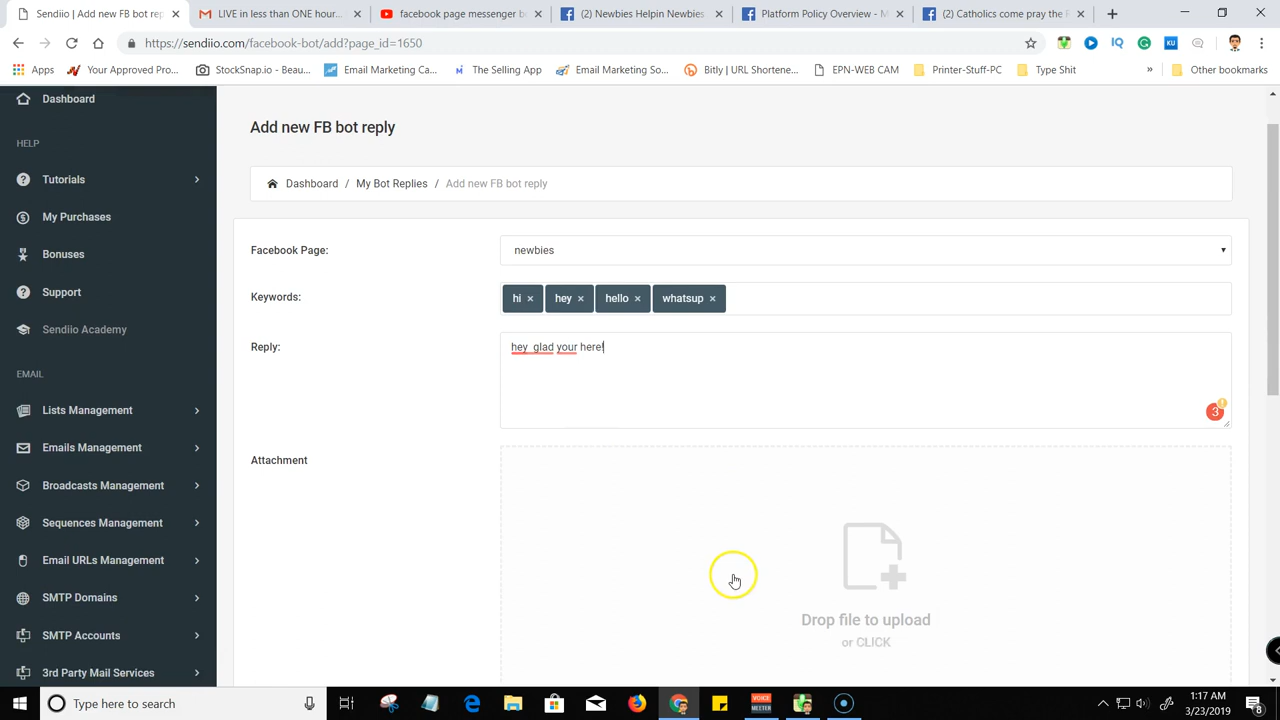 Sendiio | Add new FB bot rep
LIVE in less than ONE hour...
facebook page messenger b
(2) Newbies Helpin Newbies
Platform Policy Overview - M
(2) Catholics come pray the R
https://sendiio.com/facebook-bot/add?page_id=1650
Apps
Your Approved Pro...
StockSnap.io - Beau...
Email Marketing Ca...
The Selling App
Email Marketing So...
Bitly | URL Shortene...
EPN-WEB CAM
Printer-Stuff-PC
Type Shit
»
Other bookmarks
Dashboard
HELP
Tutorials
My Purchases
Bonuses
Support
Sendiio Academy
EMAIL
Lists Management
Emails Management
Broadcasts Management
Sequences Management
Email URLs Management
SMTP Domains
SMTP Accounts
3rd Party Mail Services
Add new FB bot reply
Dashboard / My Bot Replies / Add new FB bot reply
Facebook Page:
newbies
Keywords:
hi × hey × hello × whatsup ×
Reply:
hey glad your here!
3
Attachment
Drop file to upload
or CLICK
Type here to search
VOICE
MEETER
1:17 AM
3/23/2019
8